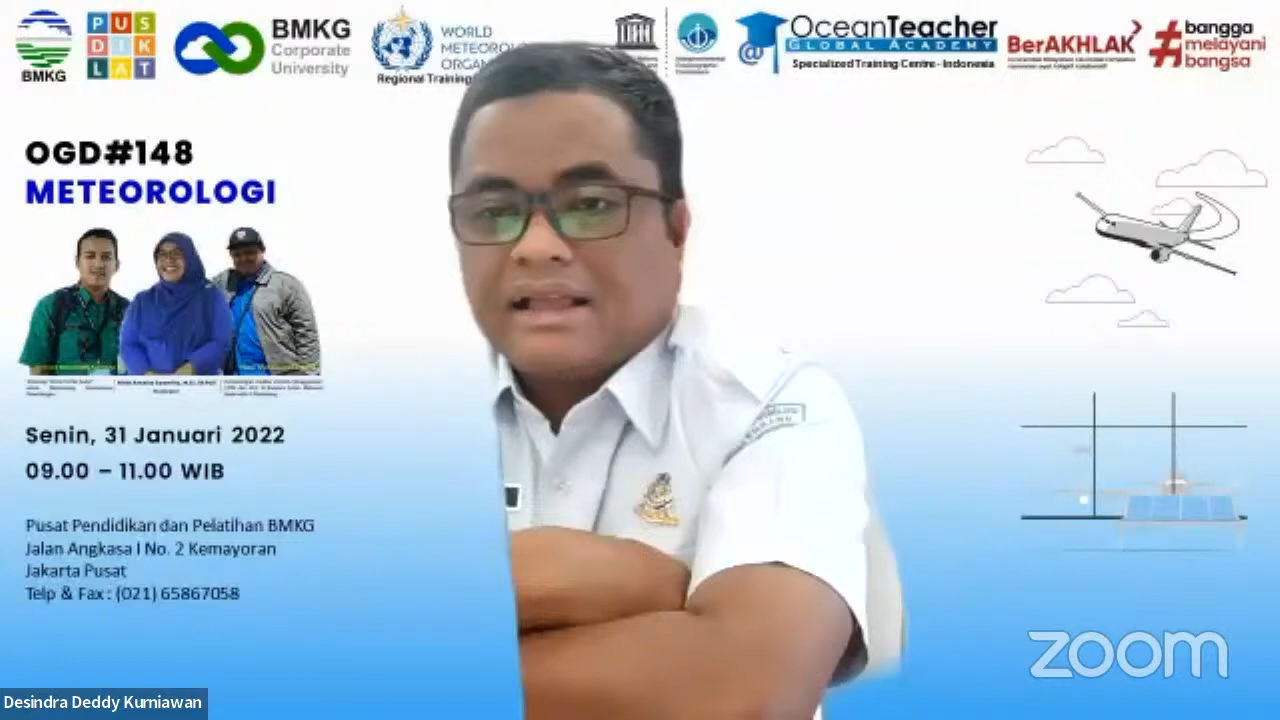 BMKG
PUS
DIK
LAT
BMKG
Corporate
University
WORLD
METEOROLO
ORGAN
Regional Training
OceanTeacher
GLOBAL ACADEMY
Specialized Training Centre - Indonesia
BerAKHLAK
#bangga
melayani
bangsa
OGD#148
METEOROLOGI
Senin, 31 Januari 2022
09.00 – 11.00 WIB
Pusat Pendidikan dan Pelatihan BMKG
Jalan Angkasa I No. 2 Kemayoran
Jakarta Pusat
Telp & Fax : (021) 65867058
zoom
Desindra Deddy Kurniawan